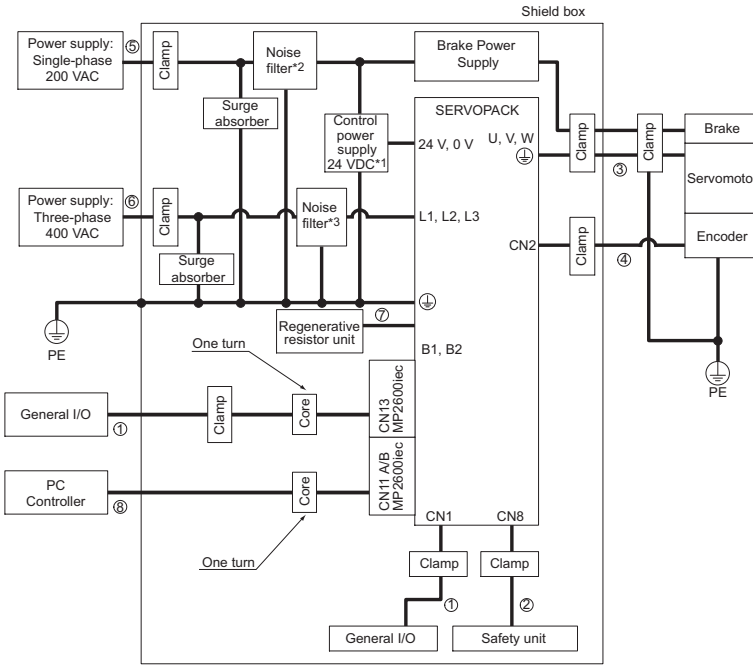 Shield box
Power supply:
Single-phase
200 VAC
⑤
Clamp
Noise
filter*2
Brake Power
Supply
Surge
absorber
Control
power
supply
24 VDC*1
SERVOPACK
24 V, 0 V
U, V, W
Clamp
Clamp
Brake
③
Servomoto
Power supply:
Three-phase
400 VAC
⑥
Clamp
Noise
filter*3
L1, L2, L3
CN2
Clamp
④
Encoder
Surge
absorber
PE
⑦
Regenerative
resistor unit
B1, B2
PE
One turn
General I/O
①
Clamp
Core
CN13
MP2600iec
PC
Controller
⑧
Core
CN11 A/B
MP2600iec
One turn
CN1
CN8
Clamp
Clamp
①
②
General I/O
Safety unit